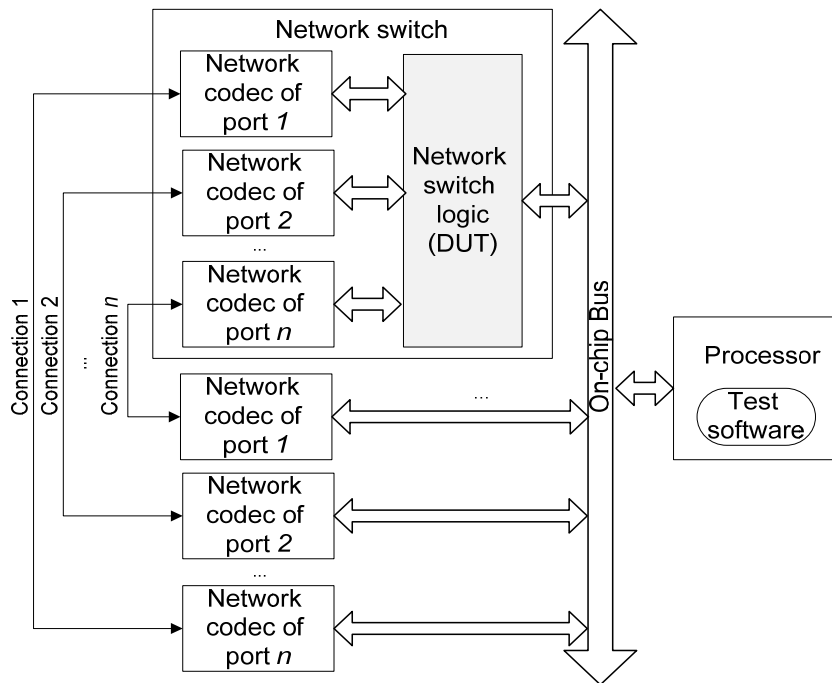 Network switch
Network
codec of
port 1
Network
codec of
port 2
...
Network
codec of
port n
Network
switch
logic
(DUT)
Connection 1
Connection 2
...
Connection n
Network
codec of
port 1
...
Network
codec of
port 2
...
Network
codec of
port n
On-chip Bus
Processor
Test
software